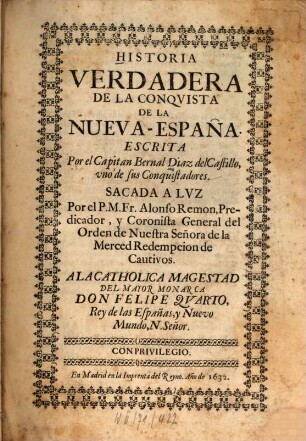 HISTORIA
VERDADERA
DE LA CONQVISTA
DE LA
NUEVA-ESPAÑA.
ESCRITA
Por el Capitan Bernal Diaz del Castillo,
vno de sus Conquistadores.
SACADA A LVZ
Por el P.M.Fr. Alonso Remon, Pre-
dicador, y Coronista General del
Orden de Nuestra Señora de la
Merced Redempcion de
Cautivos.
A LA CATHOLICA MAGESTAD
DEL MAYOR MONARCA
DON FELIPE QVARTO,
Rey de las Españas, y Nuevo
Mundo, N. Señor.
CON PRIVILEGIO.
En Madrid en la Imprenta del Reyno. Año de 1632.